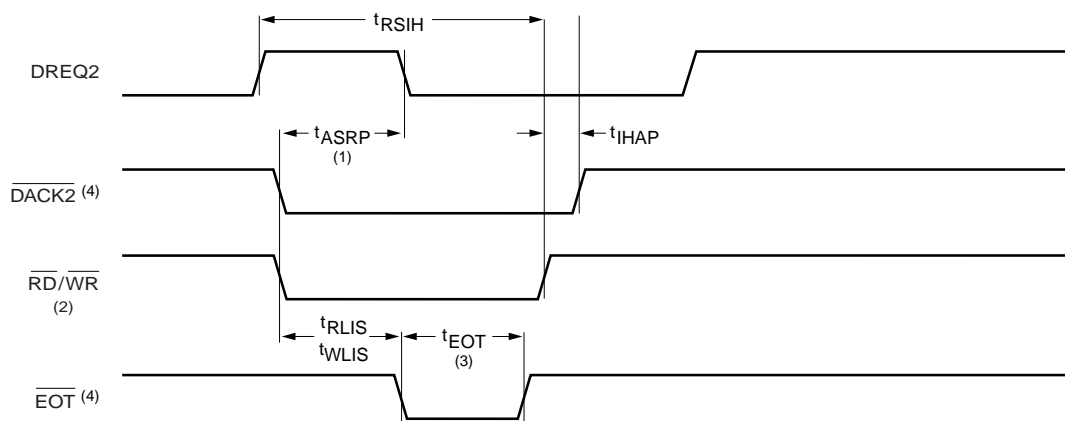 tRSIH
DREQ2
tASRP
(1)
tIHAP
DACK2 (4)
RD/WR
(2)
tRLIS
tWLIS
tEOT
(3)
EOT (4)